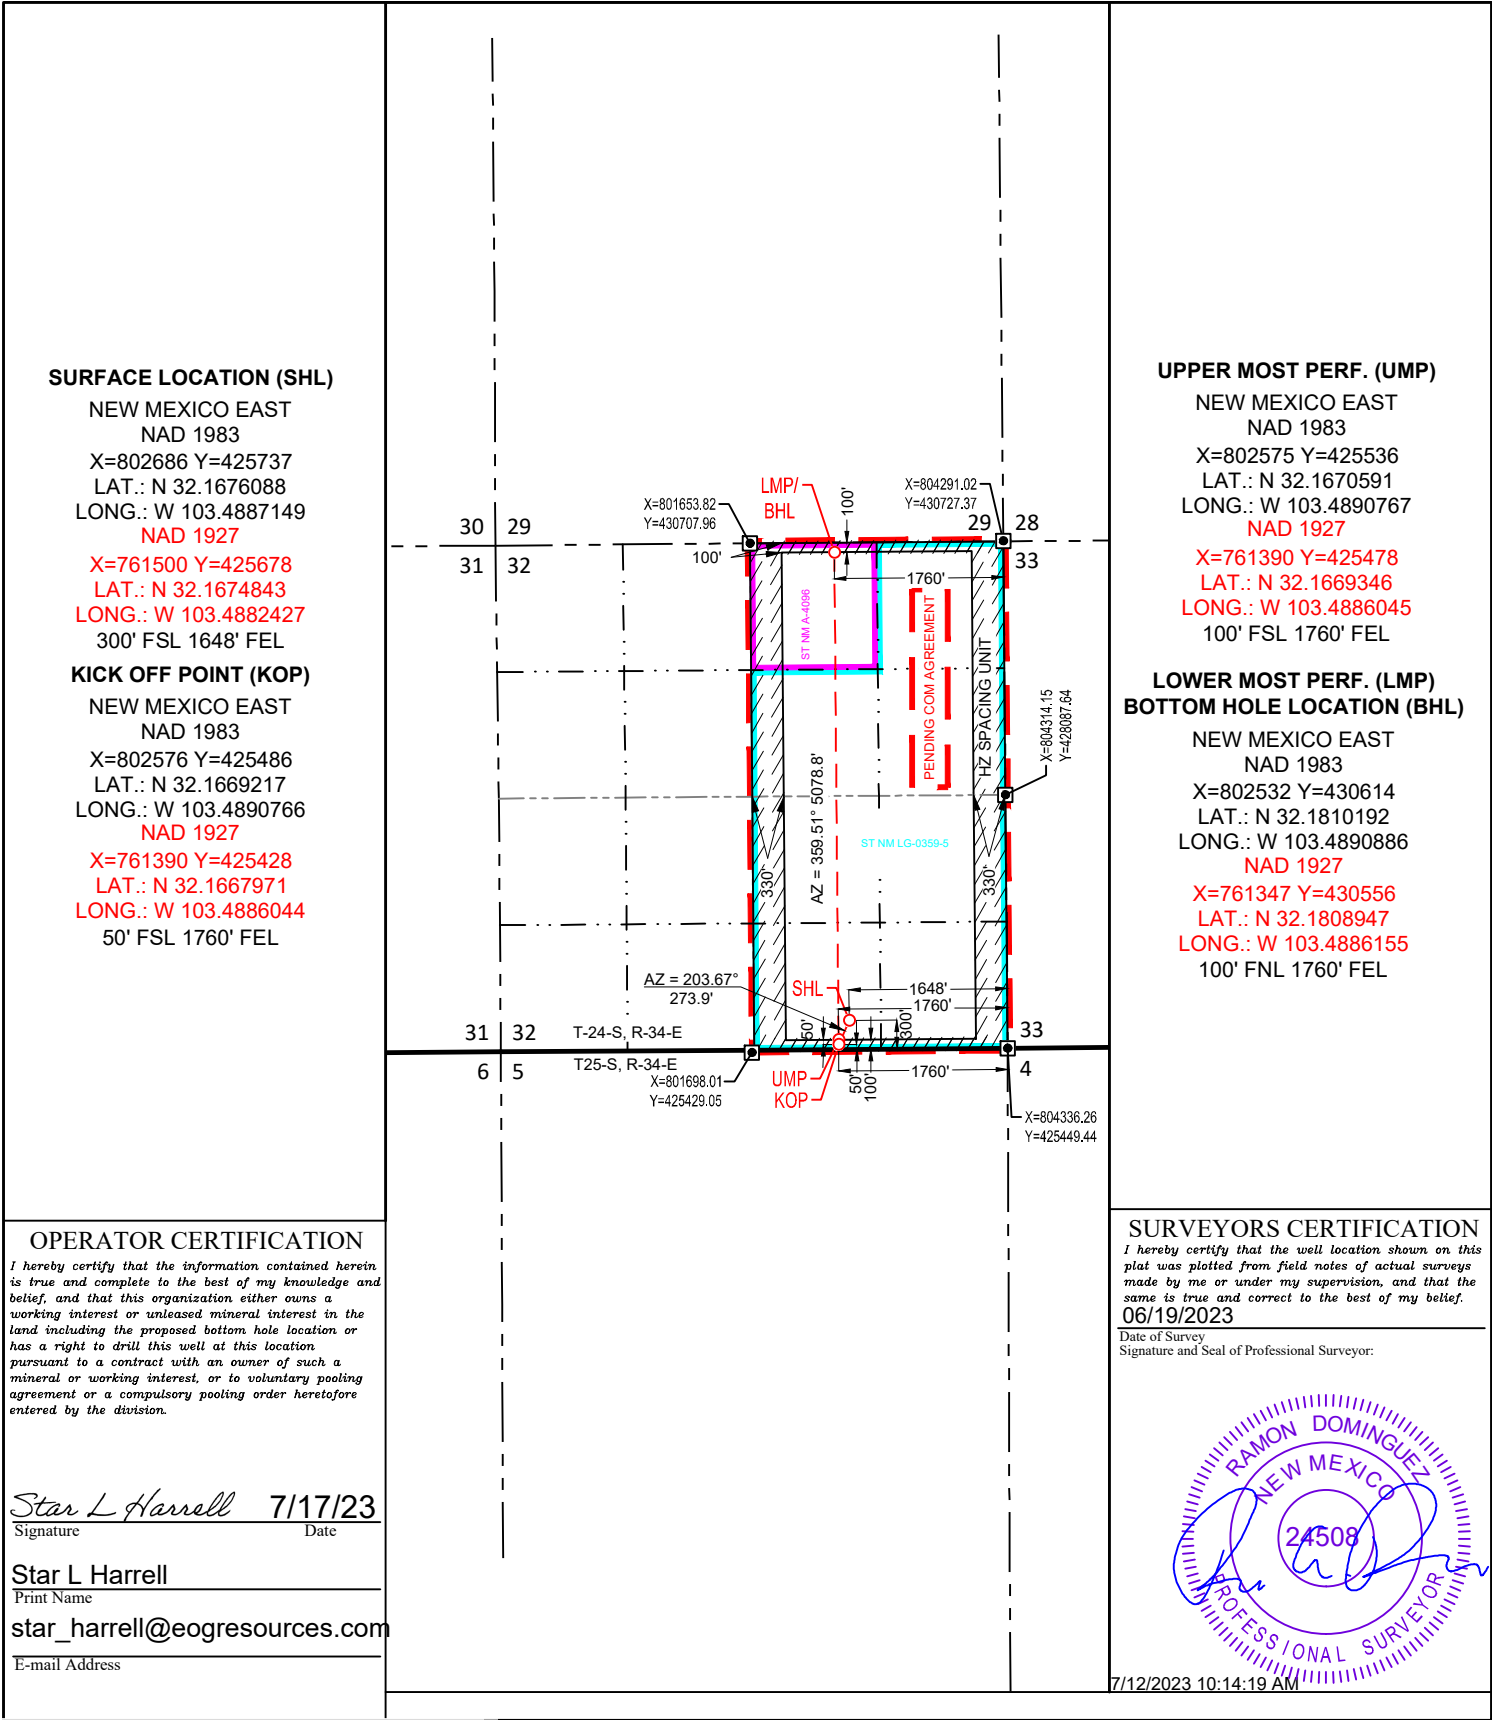 SURFACE LOCATION (SHL)
NEW MEXICO EAST
NAD 1983
X=802686 Y=425737
LAT.: N 32.1676088
LONG.: W 103.4887149
NAD 1927
X=761500 Y=425678
LAT.: N 32.1674843
LONG.: W 103.4882427
300' FSL 1648' FEL
KICK OFF POINT (KOP)
NEW MEXICO EAST
NAD 1983
X=802576 Y=425486
LAT.: N 32.1669217
LONG.: W 103.4890766
NAD 1927
X=761390 Y=425428
LAT.: N 32.1667971
LONG.: W 103.4886044
50' FSL 1760' FEL
OPERATOR CERTIFICATION
I hereby certify that the information contained herein
is true and complete to the best of my knowledge and
belief, and that this organization either owns a
working interest or unleased mineral interest in the
land including the proposed bottom hole location or
has a right to drill this well at this location
pursuant to a contract with an owner of such a
mineral or working interest, or to voluntary pooling
agreement or a compulsory pooling order heretofore
entered by the division.
Star L Harrell 7/17/23
Signature Date
Star L Harrell
Print Name
star_harrell@eogresources.com
E-mail Address
X=801653.82
Y=430707.96
LMP/
BHL
100'
X=804291.02
Y=430727.37
30 29
31 32
29 28
33
100'
1760'
ST NM A-4096
PENDING COM AGREEMENT
HZ SPACING UNIT
X=804314.15
Y=428087.64
AZ = 359.51° 5078.8'
ST NM LG-0359-5
330'
330'
AZ = 203.67°
273.9'
SHL
1648'
1760'
50'
300'
31 32
T-24-S, R-34-E
33
6 5
T25-S, R-34-E
4
X=801698.01
Y=425429.05
UMP
KOP
50'
100'
1760'
X=804336.26
Y=425449.44
UPPER MOST PERF. (UMP)
NEW MEXICO EAST
NAD 1983
X=802575 Y=425536
LAT.: N 32.1670591
LONG.: W 103.4890767
NAD 1927
X=761390 Y=425478
LAT.: N 32.1669346
LONG.: W 103.4886045
100' FSL 1760' FEL
LOWER MOST PERF. (LMP)
BOTTOM HOLE LOCATION (BHL)
NEW MEXICO EAST
NAD 1983
X=802532 Y=430614
LAT.: N 32.1810192
LONG.: W 103.4890886
NAD 1927
X=761347 Y=430556
LAT.: N 32.1808947
LONG.: W 103.4886155
100' FNL 1760' FEL
SURVEYORS CERTIFICATION
I hereby certify that the well location shown on this
plat was plotted from field notes of actual surveys
made by me or under my supervision, and that the
same is true and correct to the best of my belief.
06/19/2023
Date of Survey
Signature and Seal of Professional Surveyor:
RAMON DOMINGUEZ
NEW MEXICO
24508
PROFESSIONAL SURVEYOR
7/12/2023 10:14:19 AM